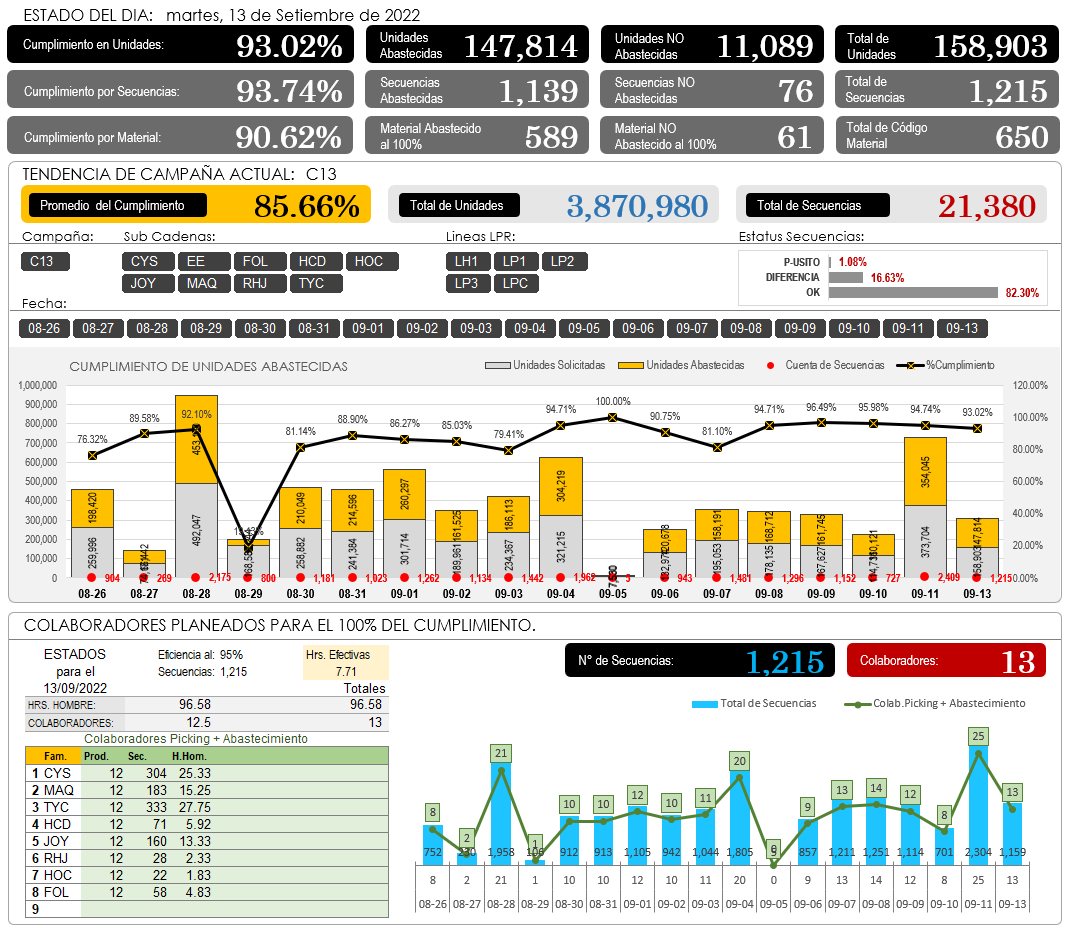 ESTADO DEL DIA: martes, 13 de Setiembre de 2022
Cumplimiento en Unidades: 93.02% Unidades Abastecidas 147,814 Unidades NO Abastecidas 11,089 Total de Unidades 158,903
Cumplimiento por Secuencias: 93.74% Secuencias Abastecidas 1,139 Secuencias NO Abastecidas 76 Total de Secuencias 1,215
Cumplimiento por Material: 90.62% Material Abastecido al 100% 589 Material NO Abastecido al 100% 61 Total de Código Material 650
TENDENCIA DE CAMPAÑA ACTUAL: C13
Promedio del Cumplimiento 85.66% Total de Unidades 3,870,980 Total de Secuencias 21,380
Campaña: Sub Cadenas: Lineas LPR: Estatus Secuencias:
C13 CYS EE FOL HCD HOC LH1 LP1 LP2
JOY MAQ RHJ TYC LP3 LPC
P-USITO 1.08%
DIFERENCIA 16.63%
OK 82.30%
Fecha:
08-26 08-27 08-28 08-29 08-30 08-31 09-01 09-02 09-03 09-04 09-05 09-06 09-07 09-08 09-09 09-10 09-11 09-13
CUMPLIMIENTO DE UNIDADES ABASTECIDAS Unidades Solicitadas Unidades Abastecidas Cuenta de Secuencias %Cumplimiento
1,000,000
900,000
800,000
700,000
600,000
500,000
400,000
300,000
200,000
100,000
0
120.00%
100.00%
80.00%
60.00%
40.00%
20.00%
0.00%
76.32% 89.58% 92.10% 81.14% 88.90% 86.27% 85.03% 79.41% 94.71% 100.00% 90.75% 81.10% 94.71% 96.49% 95.98% 94.74% 93.02%
198,420 210,049 214,596 260,297 161,525 186,113 304,219 120,678 158,191 168,712 161,745 354,045 147,814
259,996 492,047 258,882 241,384 301,714 189,961 234,367 321,215 195,053 178,135 167,627 373,704 158,903
904 269 2,175 800 1,181 1,023 1,262 1,134 1,442 1,962 3 943 1,481 1,296 1,152 727 2,409 1,215
08-26 08-27 08-28 08-29 08-30 08-31 09-01 09-02 09-03 09-04 09-05 09-06 09-07 09-08 09-09 09-10 09-11 09-13
COLABORADORES PLANEADOS PARA EL 100% DEL CUMPLIMIENTO.
ESTADOS Eficiencia al: 95% Hrs. Efectivas
para el Secuencias: 1,215 7.71
13/09/2022 Totales
HRS. HOMBRE: 96.58 96.58
COLABORADORES: 12.5 13
Colaboradores Picking + Abastecimiento
Fam. Prod. Sec. H.Hom.
1 CYS 12 304 25.33
2 MAQ 12 183 15.25
3 TYC 12 333 27.75
4 HCD 12 71 5.92
5 JOY 12 160 13.33
6 RHJ 12 28 2.33
7 HOC 12 22 1.83
8 FOL 12 58 4.83
9
N° de Secuencias: 1,215 Colaboradores: 13
Total de Secuencias Colab.Picking + Abastecimiento
8 2 21 1 10 10 12 10 11 20 9 13 14 12 8 25 13
752 1,958 912 913 1,105 942 1,044 1,805 857 1,211 1,251 1,114 701 2,304 1,159
8 2 21 1 10 10 12 10 11 20 0 9 13 14 12 8 25 13
08-26 08-27 08-28 08-29 08-30 08-31 09-01 09-02 09-03 09-04 09-05 09-06 09-07 09-08 09-09 09-10 09-11 09-13